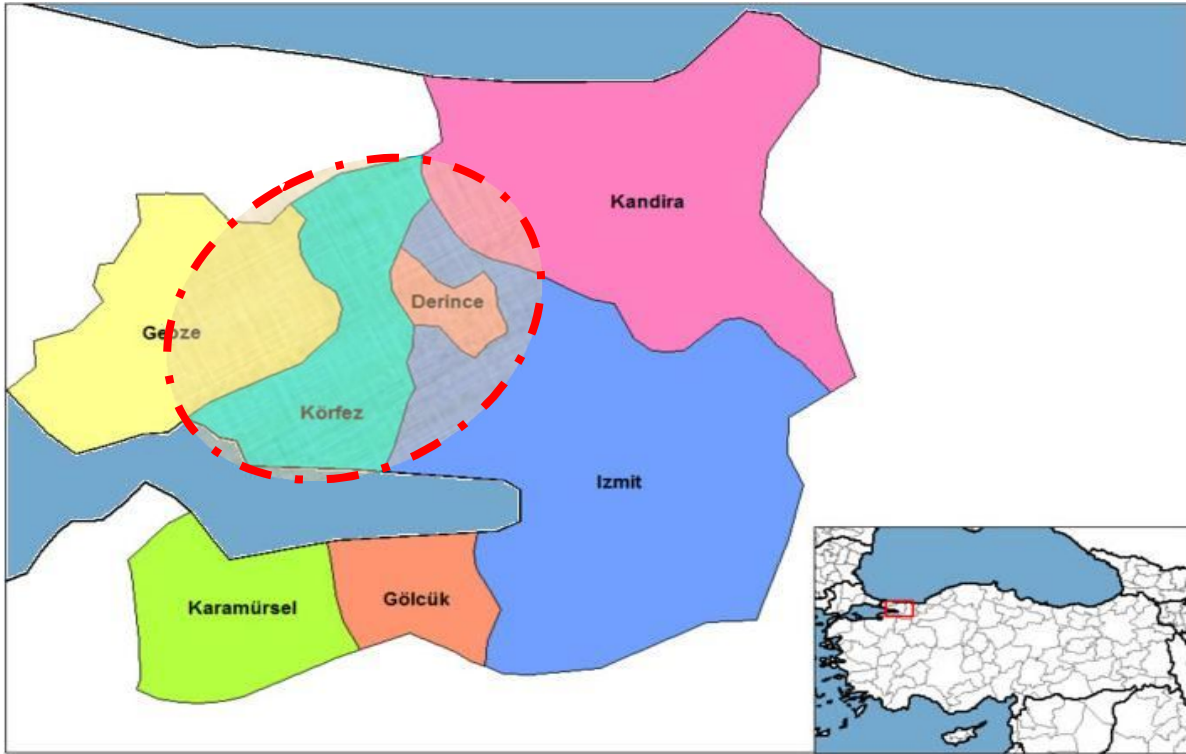 Kandira
Derince
Gebze
Körfez
Izmit
Gölcük
Karamürsel